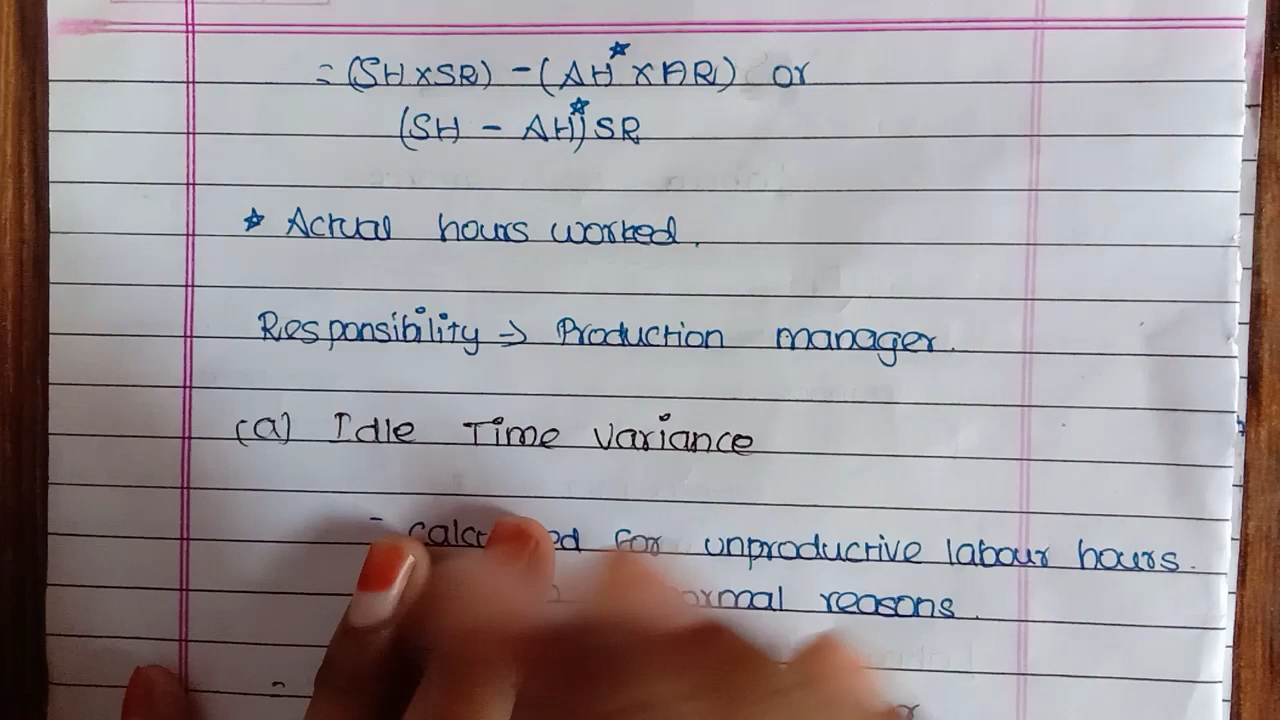 = (SH×SR) - (AH* × AR) or
(SH - AH*)SR
* Actual hours worked.
Responsibility => Production manager.
(a) Idle Time variance
- for unproductive labour hours.
reasons.